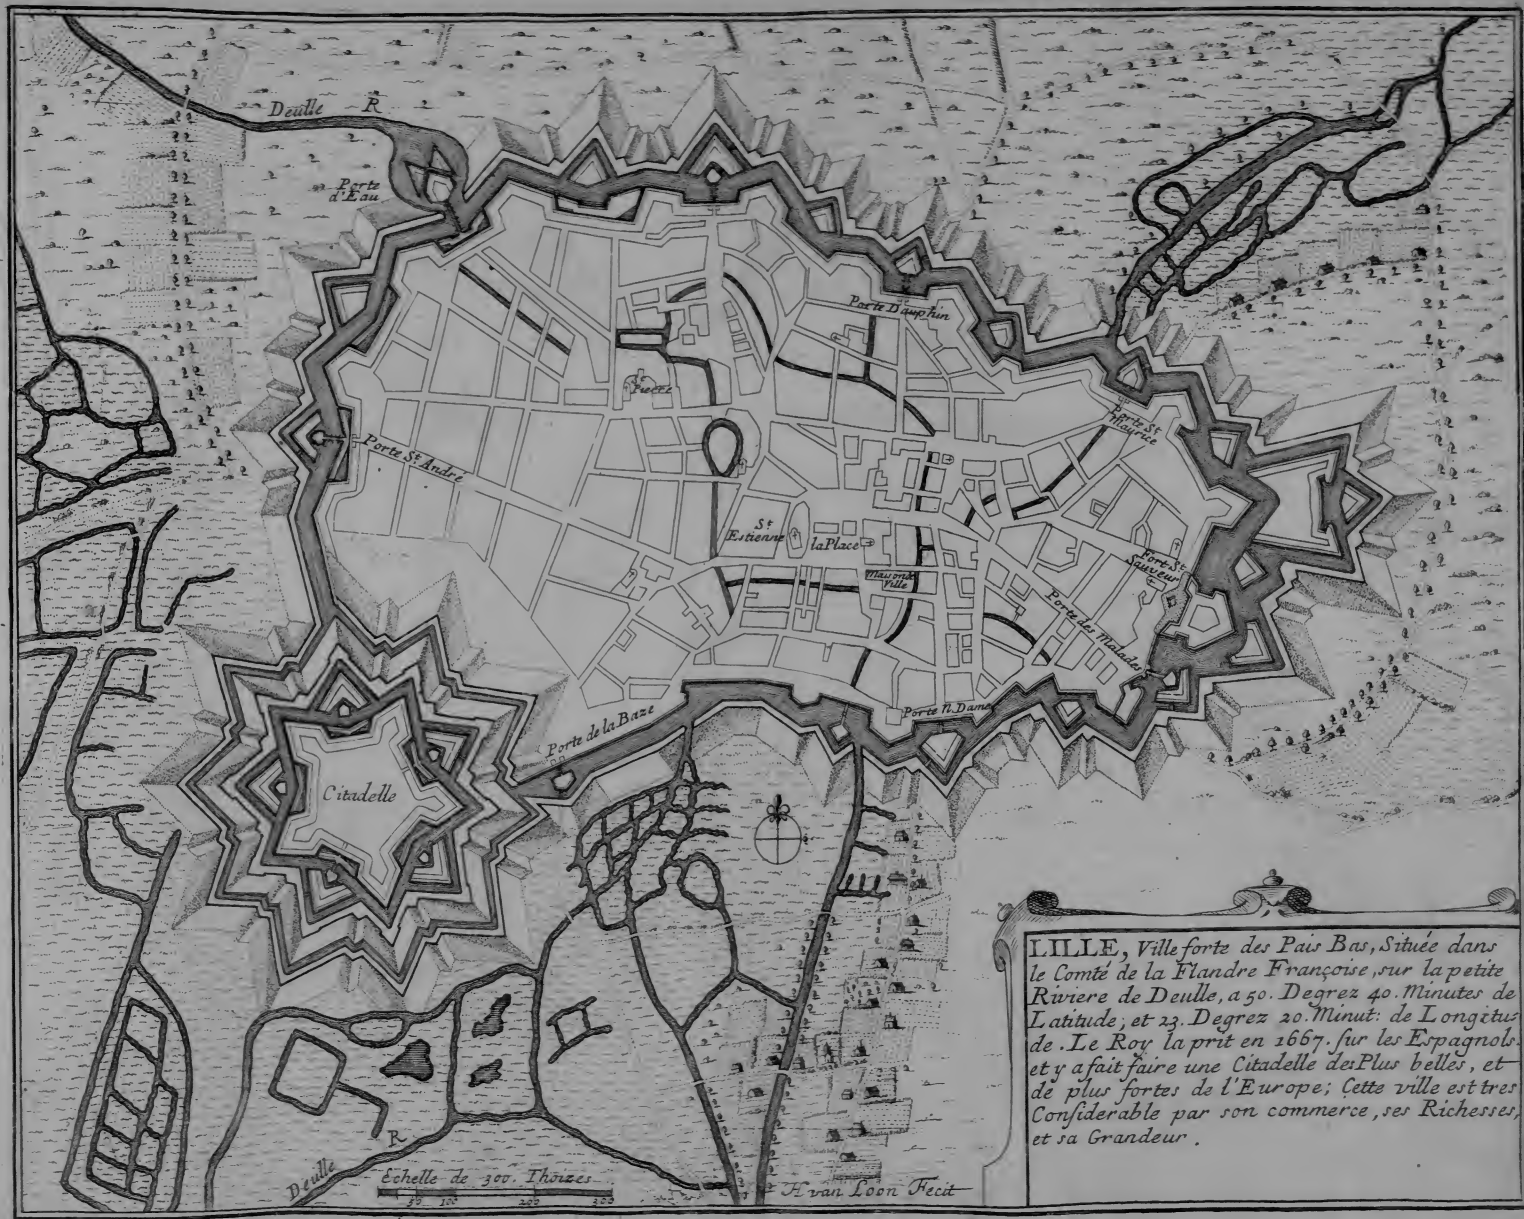 Deulle R
Porte
d'Eau
Porte Dauphin
Porte St
Maurice
Porte St. André
St
Estienne
la Place
Maison de
Ville
Fort St
Sauveur
Porte des Malades
Porte N. Dame
Porte de la Baze
Citadelle
LILLE, Ville forte des Pais Bas, Située dans
le Comté de la Flandre Françoise, sur la petite
Riviere de Deulle, a 50. Degrez 40. Minutes de
Latitude; et 23. Degrez 20. Minut: de Longitu-
de. Le Roy la prit en 1667. sur les Espagnols.
et y a fait faire une Citadelle des Plus belles, et
de plus fortes de l'Europe; Cette ville est tres
Considerable par son commerce, ses Richesses,
et sa Grandeur.
Deulle R
Echelle de 300. Thoizes
50 100 200 300
H van Loon Fecit